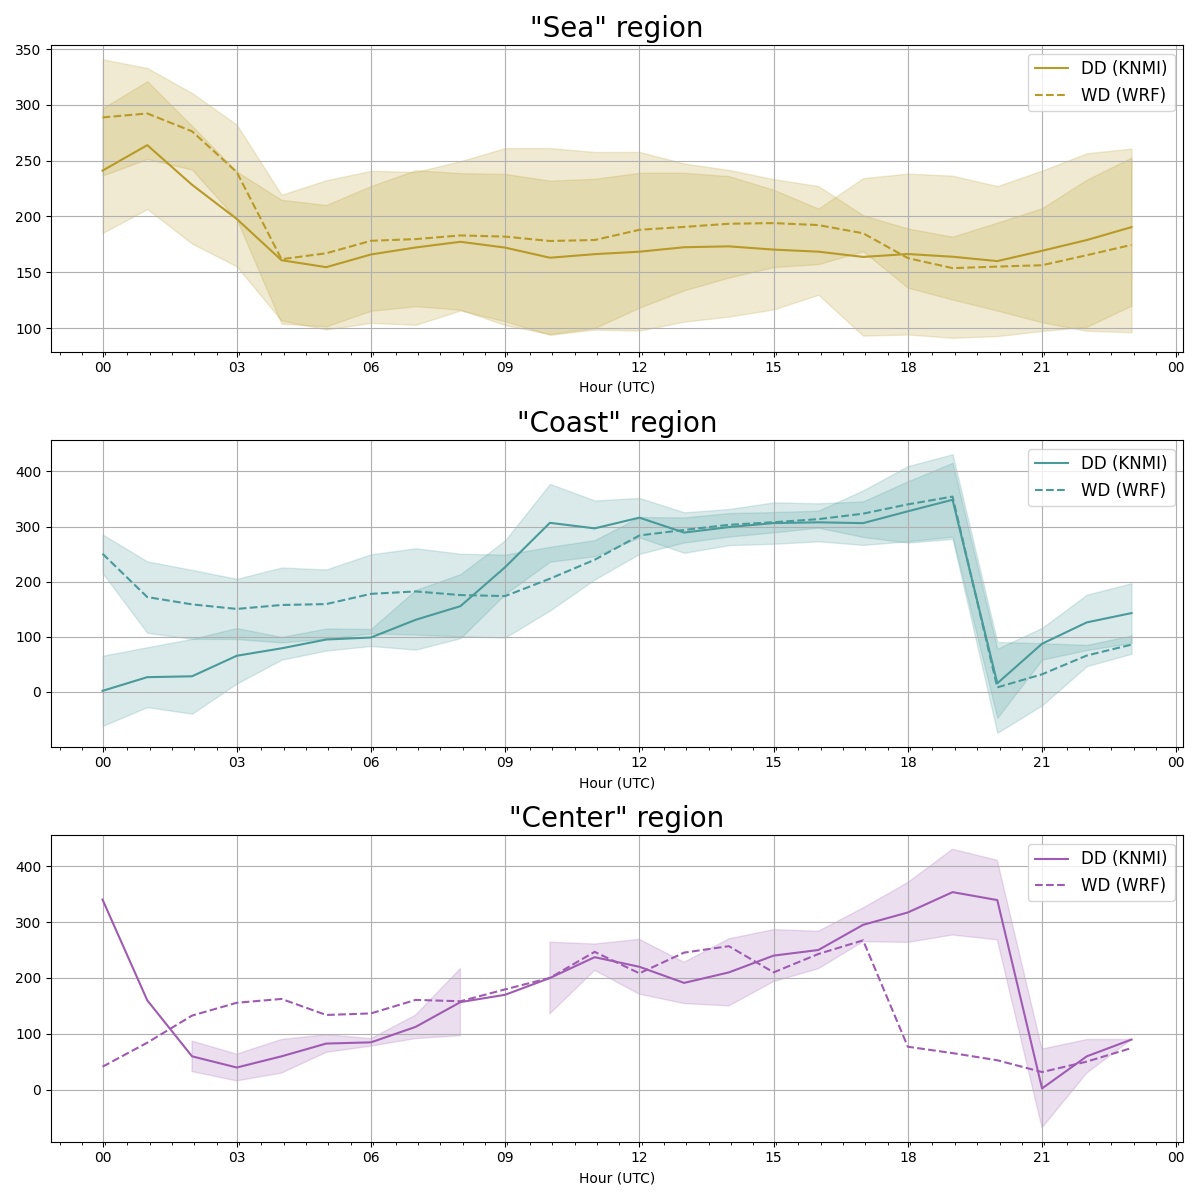 "Sea" region
350
300
250
200
150
100
DD (KNMI)
WD (WRF)
00 03 06 09 12 15 18 21 00
Hour (UTC)
"Coast" region
400
300
200
100
0
DD (KNMI)
WD (WRF)
00 03 06 09 12 15 18 21 00
Hour (UTC)
"Center" region
400
300
200
100
0
DD (KNMI)
WD (WRF)
00 03 06 09 12 15 18 21 00
Hour (UTC)